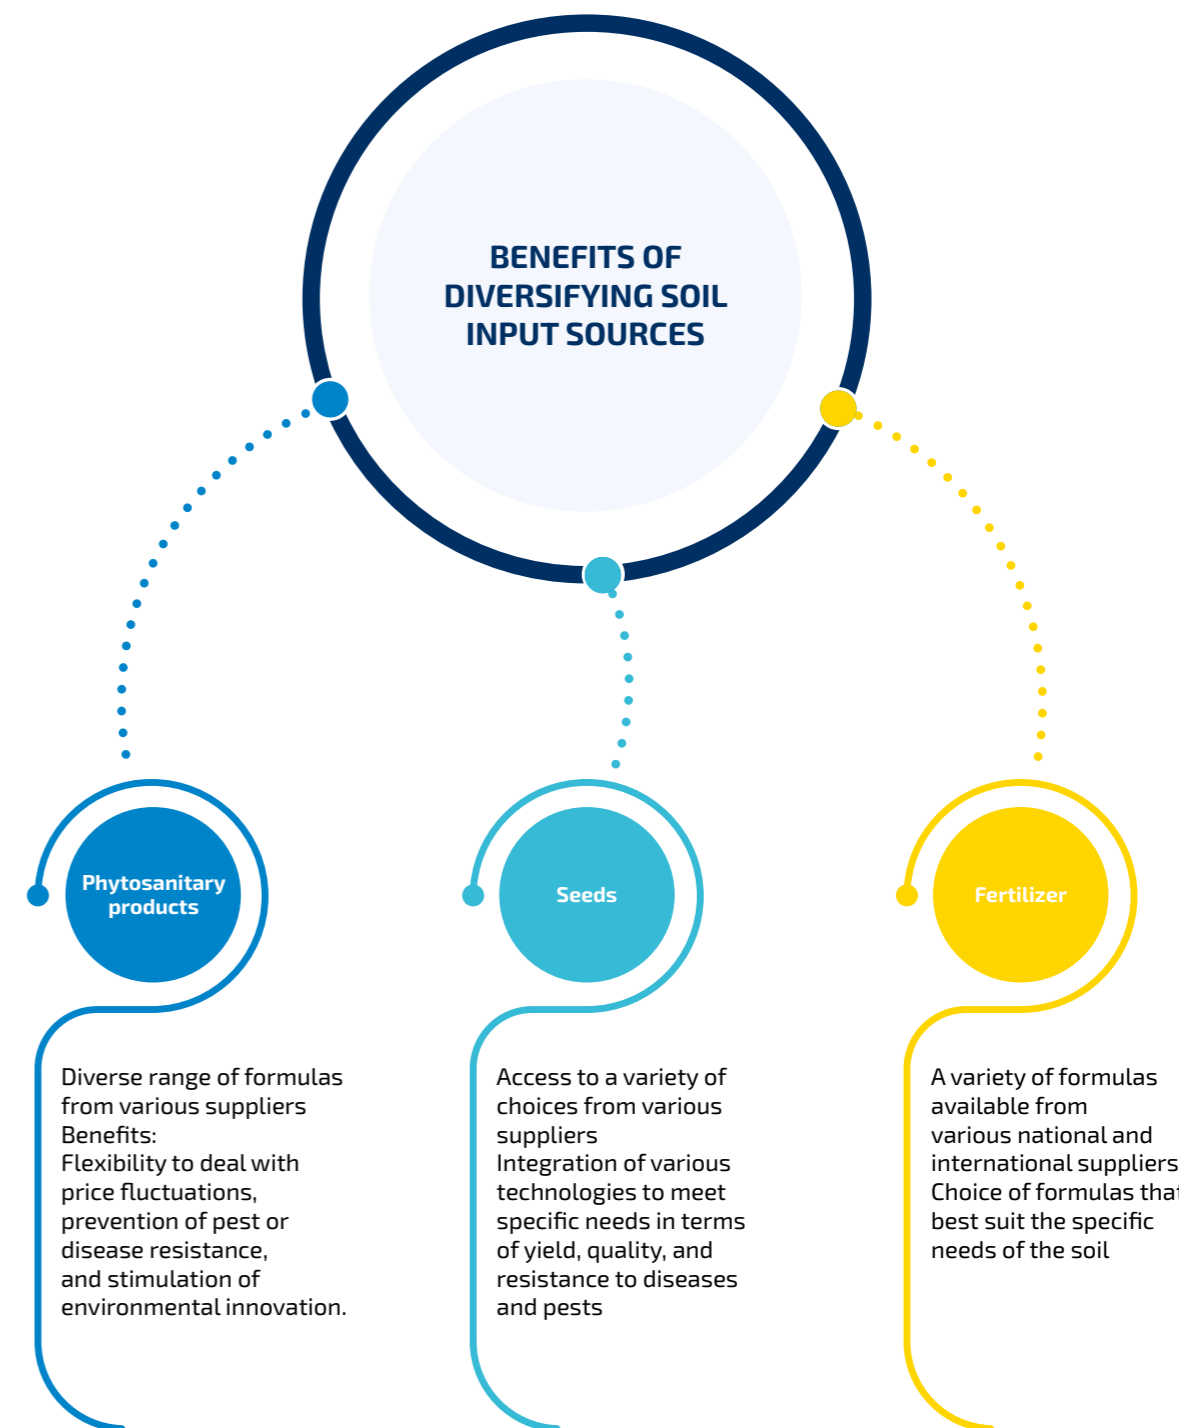 BENEFITS OF
DIVERSIFYING SOIL
INPUT SOURCES
Phytosanitary
products
Diverse range of formulas
from various suppliers
Benefits:
Flexibility to deal with
price fluctuations,
prevention of pest or
disease resistance,
and stimulation of
environmental innovation.
Seeds
Access to a variety of
choices from various
suppliers
Integration of various
technologies to meet
specific needs in terms
of yield, quality, and
resistance to diseases
and pests
Fertilizer
A variety of formulas
available from
various national and
international suppliers
Choice of formulas that
best suit the specific
needs of the soil